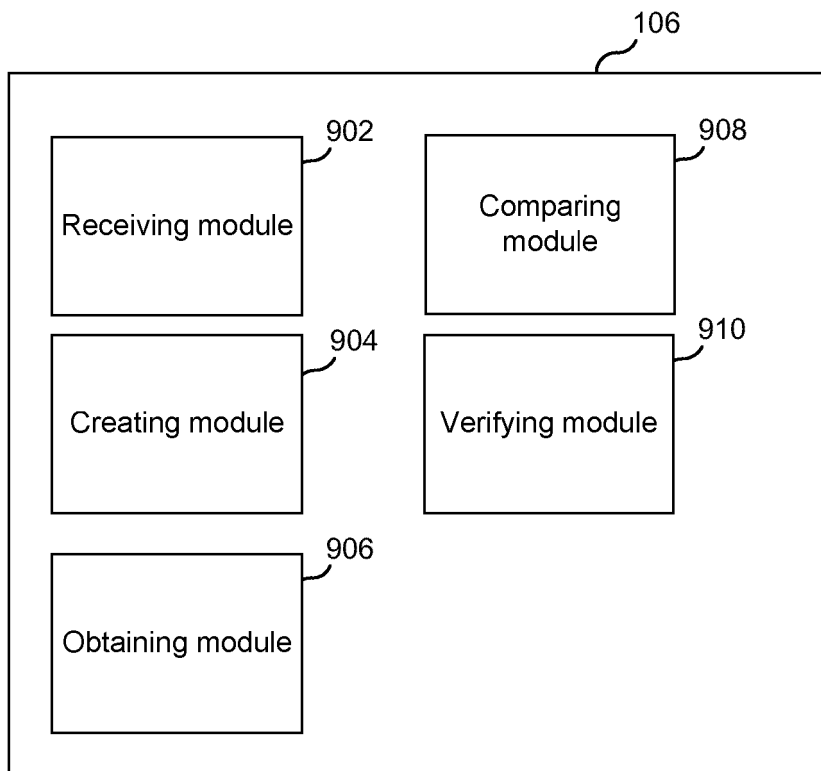 106
902
Receiving module
908
Comparing
module
904
Creating module
910
Verifying module
906
Obtaining module